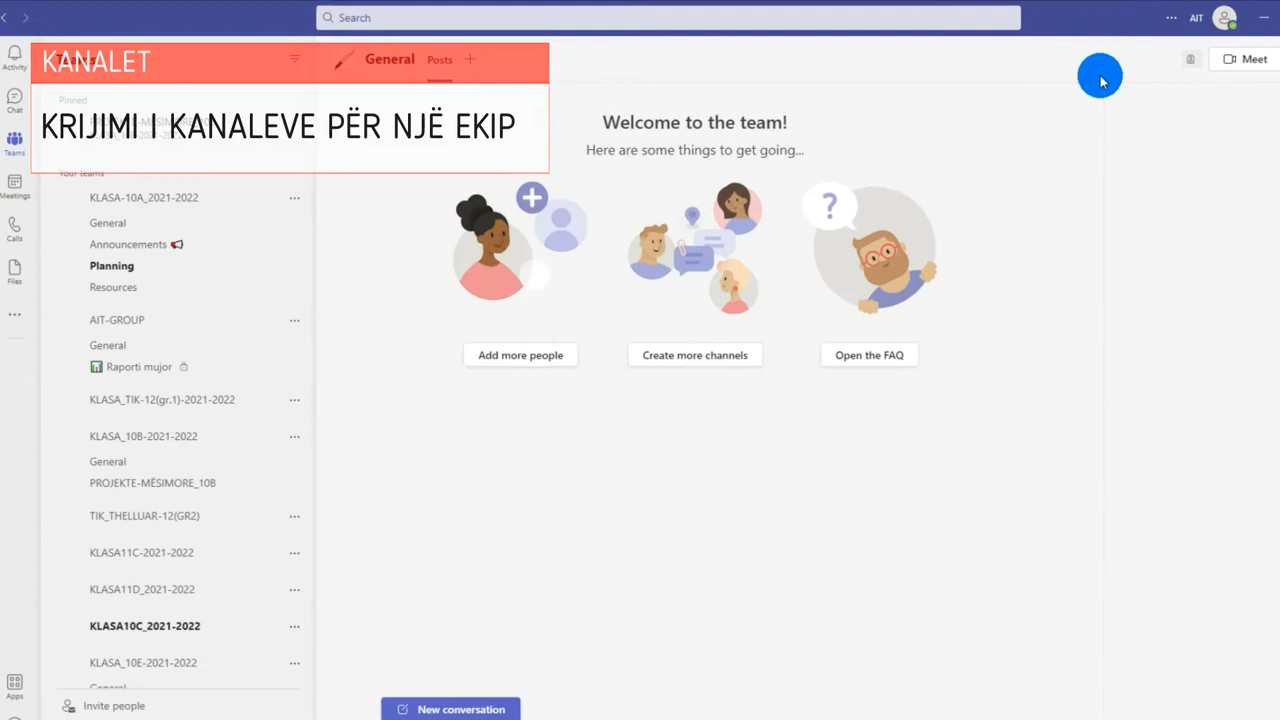 Search
AIT
KANALET
KRIJIMI I KANALEVE PËR NJË EKIP
General
Posts
Meet
Activity
Chat
Teams
Meetings
Calls
Files
Apps
Pinned
Your teams
KLASA-10A_2021-2022
General
Announcements
Planning
Resources
AIT-GROUP
General
Raporti mujor
KLASA_TIK-12(gr.1)-2021-2022
KLASA_10B-2021-2022
General
PROJEKTE-MËSIMORE_10B
TIK_THELLUAR-12(GR2)
KLASA11C-2021-2022
KLASA11D_2021-2022
KLASA10C_2021-2022
KLASA_10E-2021-2022
General
Invite people
Welcome to the team!
Here are some things to get going...
Add more people
Create more channels
Open the FAQ
New conversation